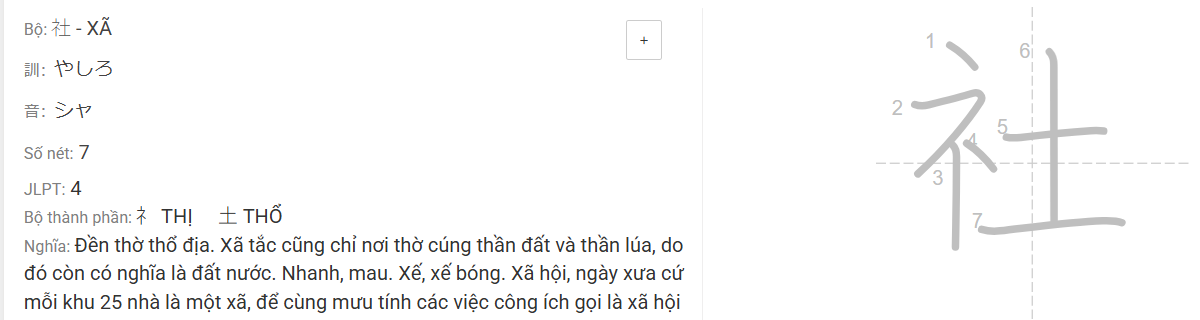 Bộ: 社 - XÃ
+
訓: やしろ
音: シャ
Số nét: 7
JLPT: 4
Bộ thành phần: 礻 THỊ 土 THỔ
Nghĩa: Đền thờ thổ địa. Xã tắc cũng chỉ nơi thờ cúng thần đất và thần lúa, do
đó còn có nghĩa là đất nước. Nhanh, mau. Xế, xế bóng. Xã hội, ngày xưa cứ
mỗi khu 25 nhà là một xã, để cùng mưu tính các việc công ích gọi là xã hội
社
1
2
3
4
5
6
7